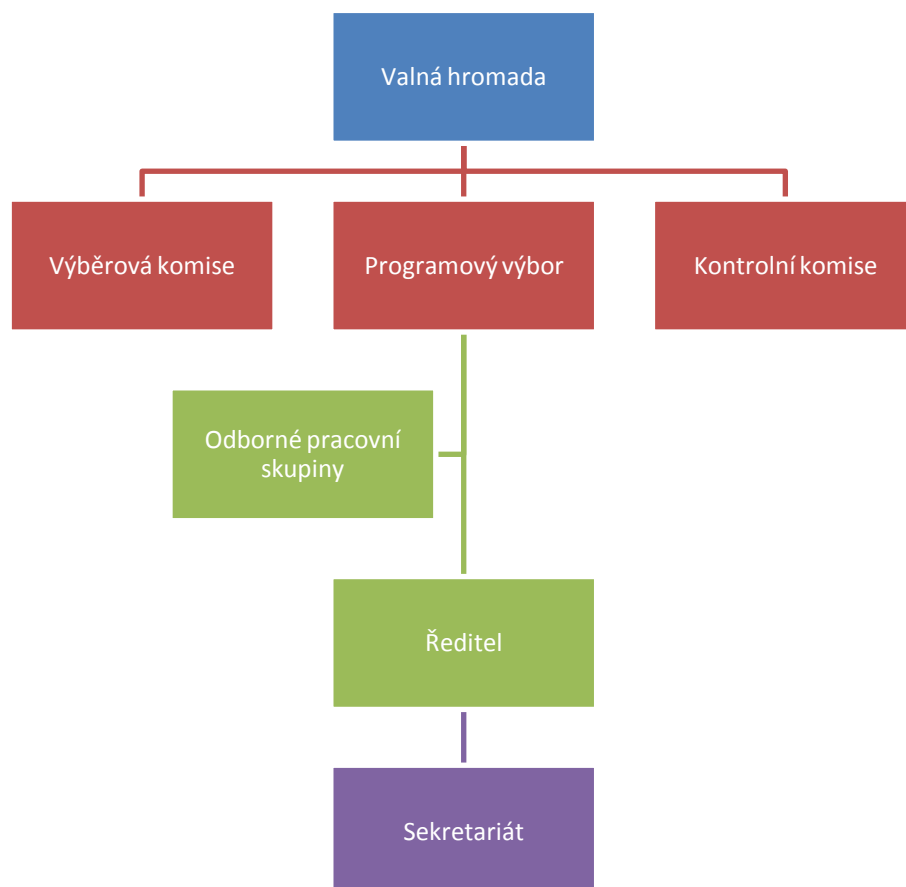 Valná hromada
Výběrová komise
Programový výbor
Kontrolní komise
Odborné pracovní
skupiny
Ředitel
Sekretariát